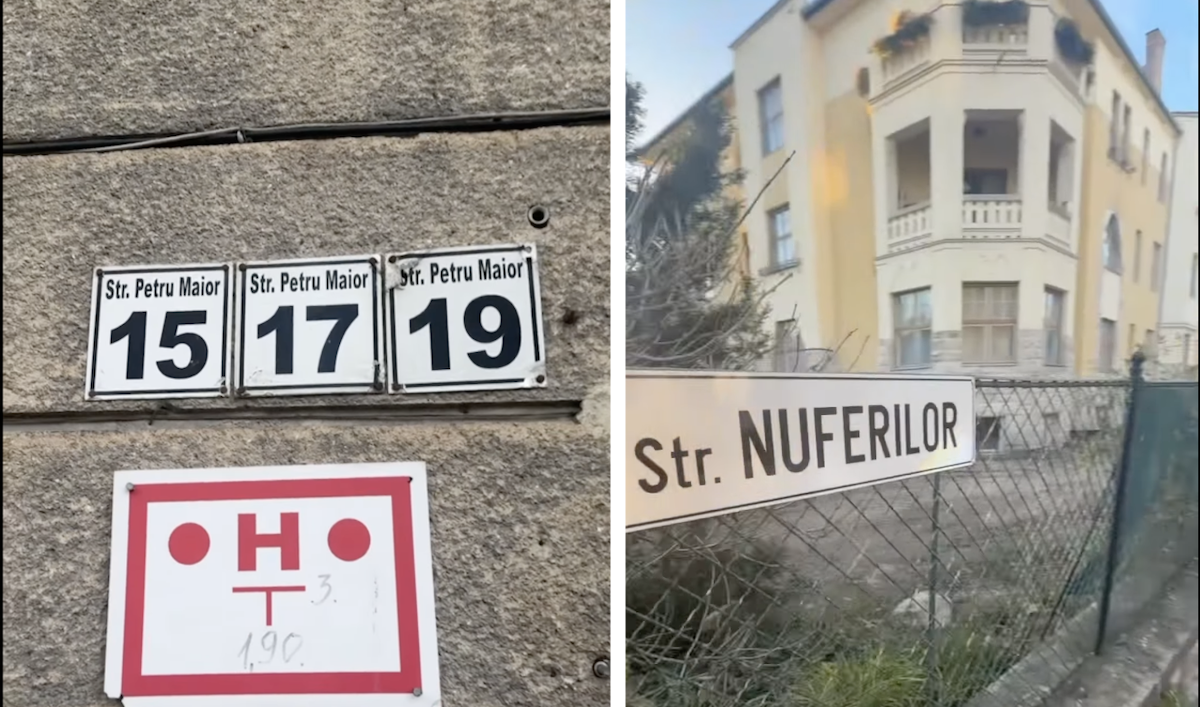 Str. Petru Maior
15
Str. Petru Maior
17
Str. Petru Maior
19
H
T 3.
1,90.
Str. NUFERILOR